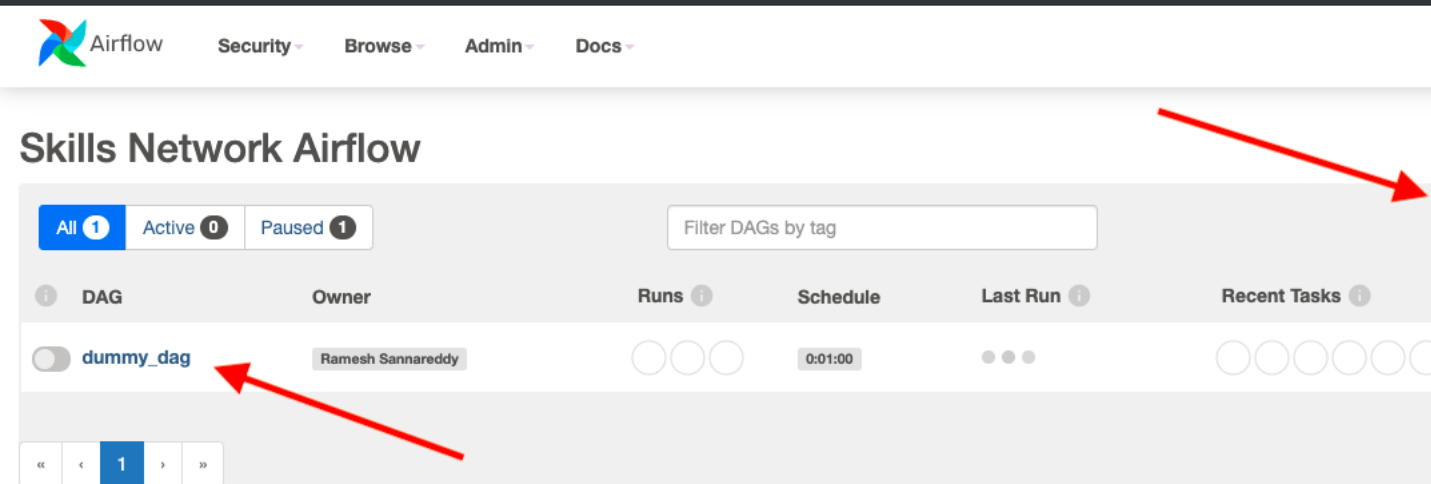 Airflow Security Browse Admin Docs
Skills Network Airflow
All 1 Active 0 Paused 1 Filter DAGs by tag
i DAG Owner Runs i Schedule Last Run i Recent Tasks i
dummy_dag Ramesh Sannareddy 0:01:00
« ‹ 1 › »